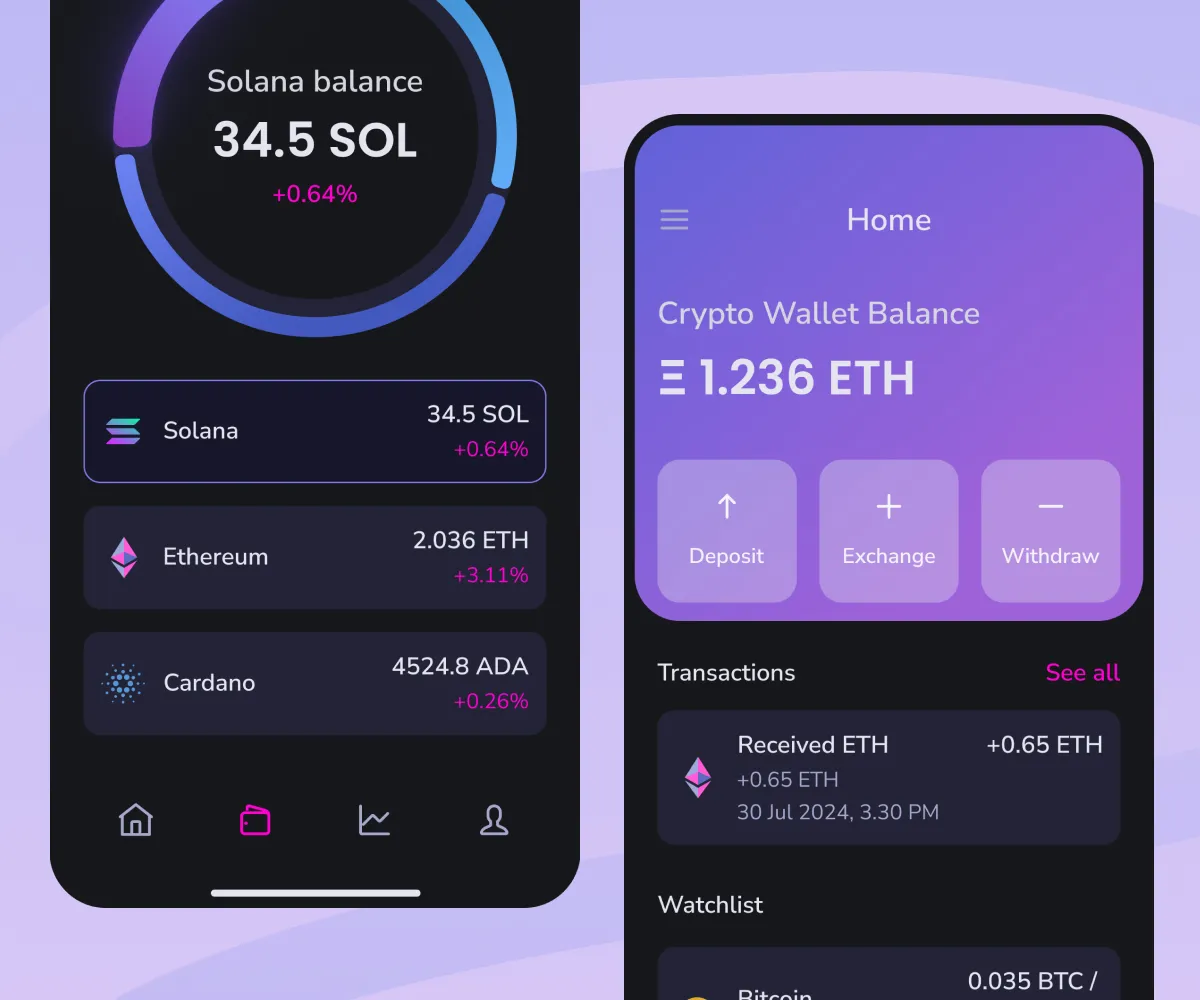 Solana balance
34.5 SOL
+0.64%
Solana
34.5 SOL
+0.64%
Ethereum
2.036 ETH
+3.11%
Cardano
4524.8 ADA
+0.26%
Home
Crypto Wallet Balance
Ξ 1.236 ETH
Deposit
Exchange
Withdraw
Transactions
See all
Received ETH
+0.65 ETH
+0.65 ETH
30 Jul 2024, 3.30 PM
Watchlist
0.035 BTC /
Bitcoin